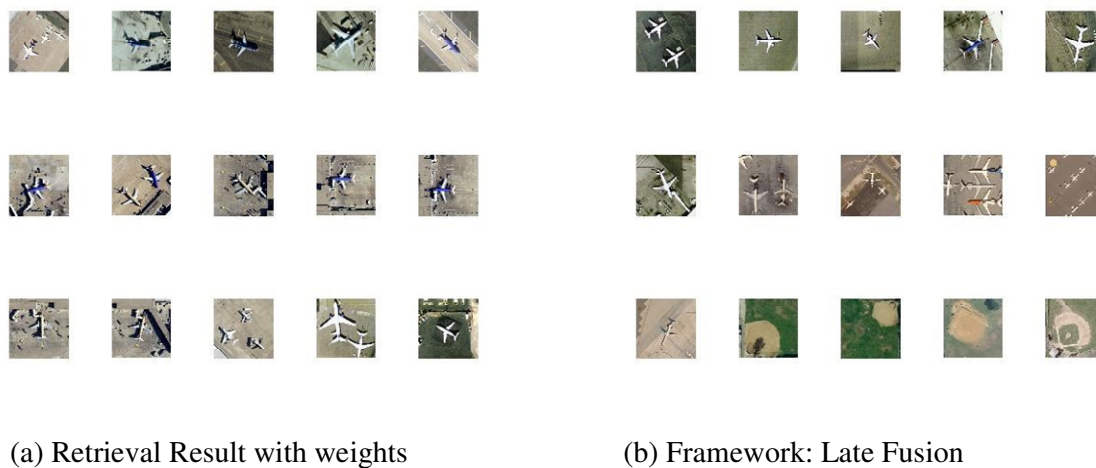 (a) Retrieval Result with weights
(b) Framework: Late Fusion